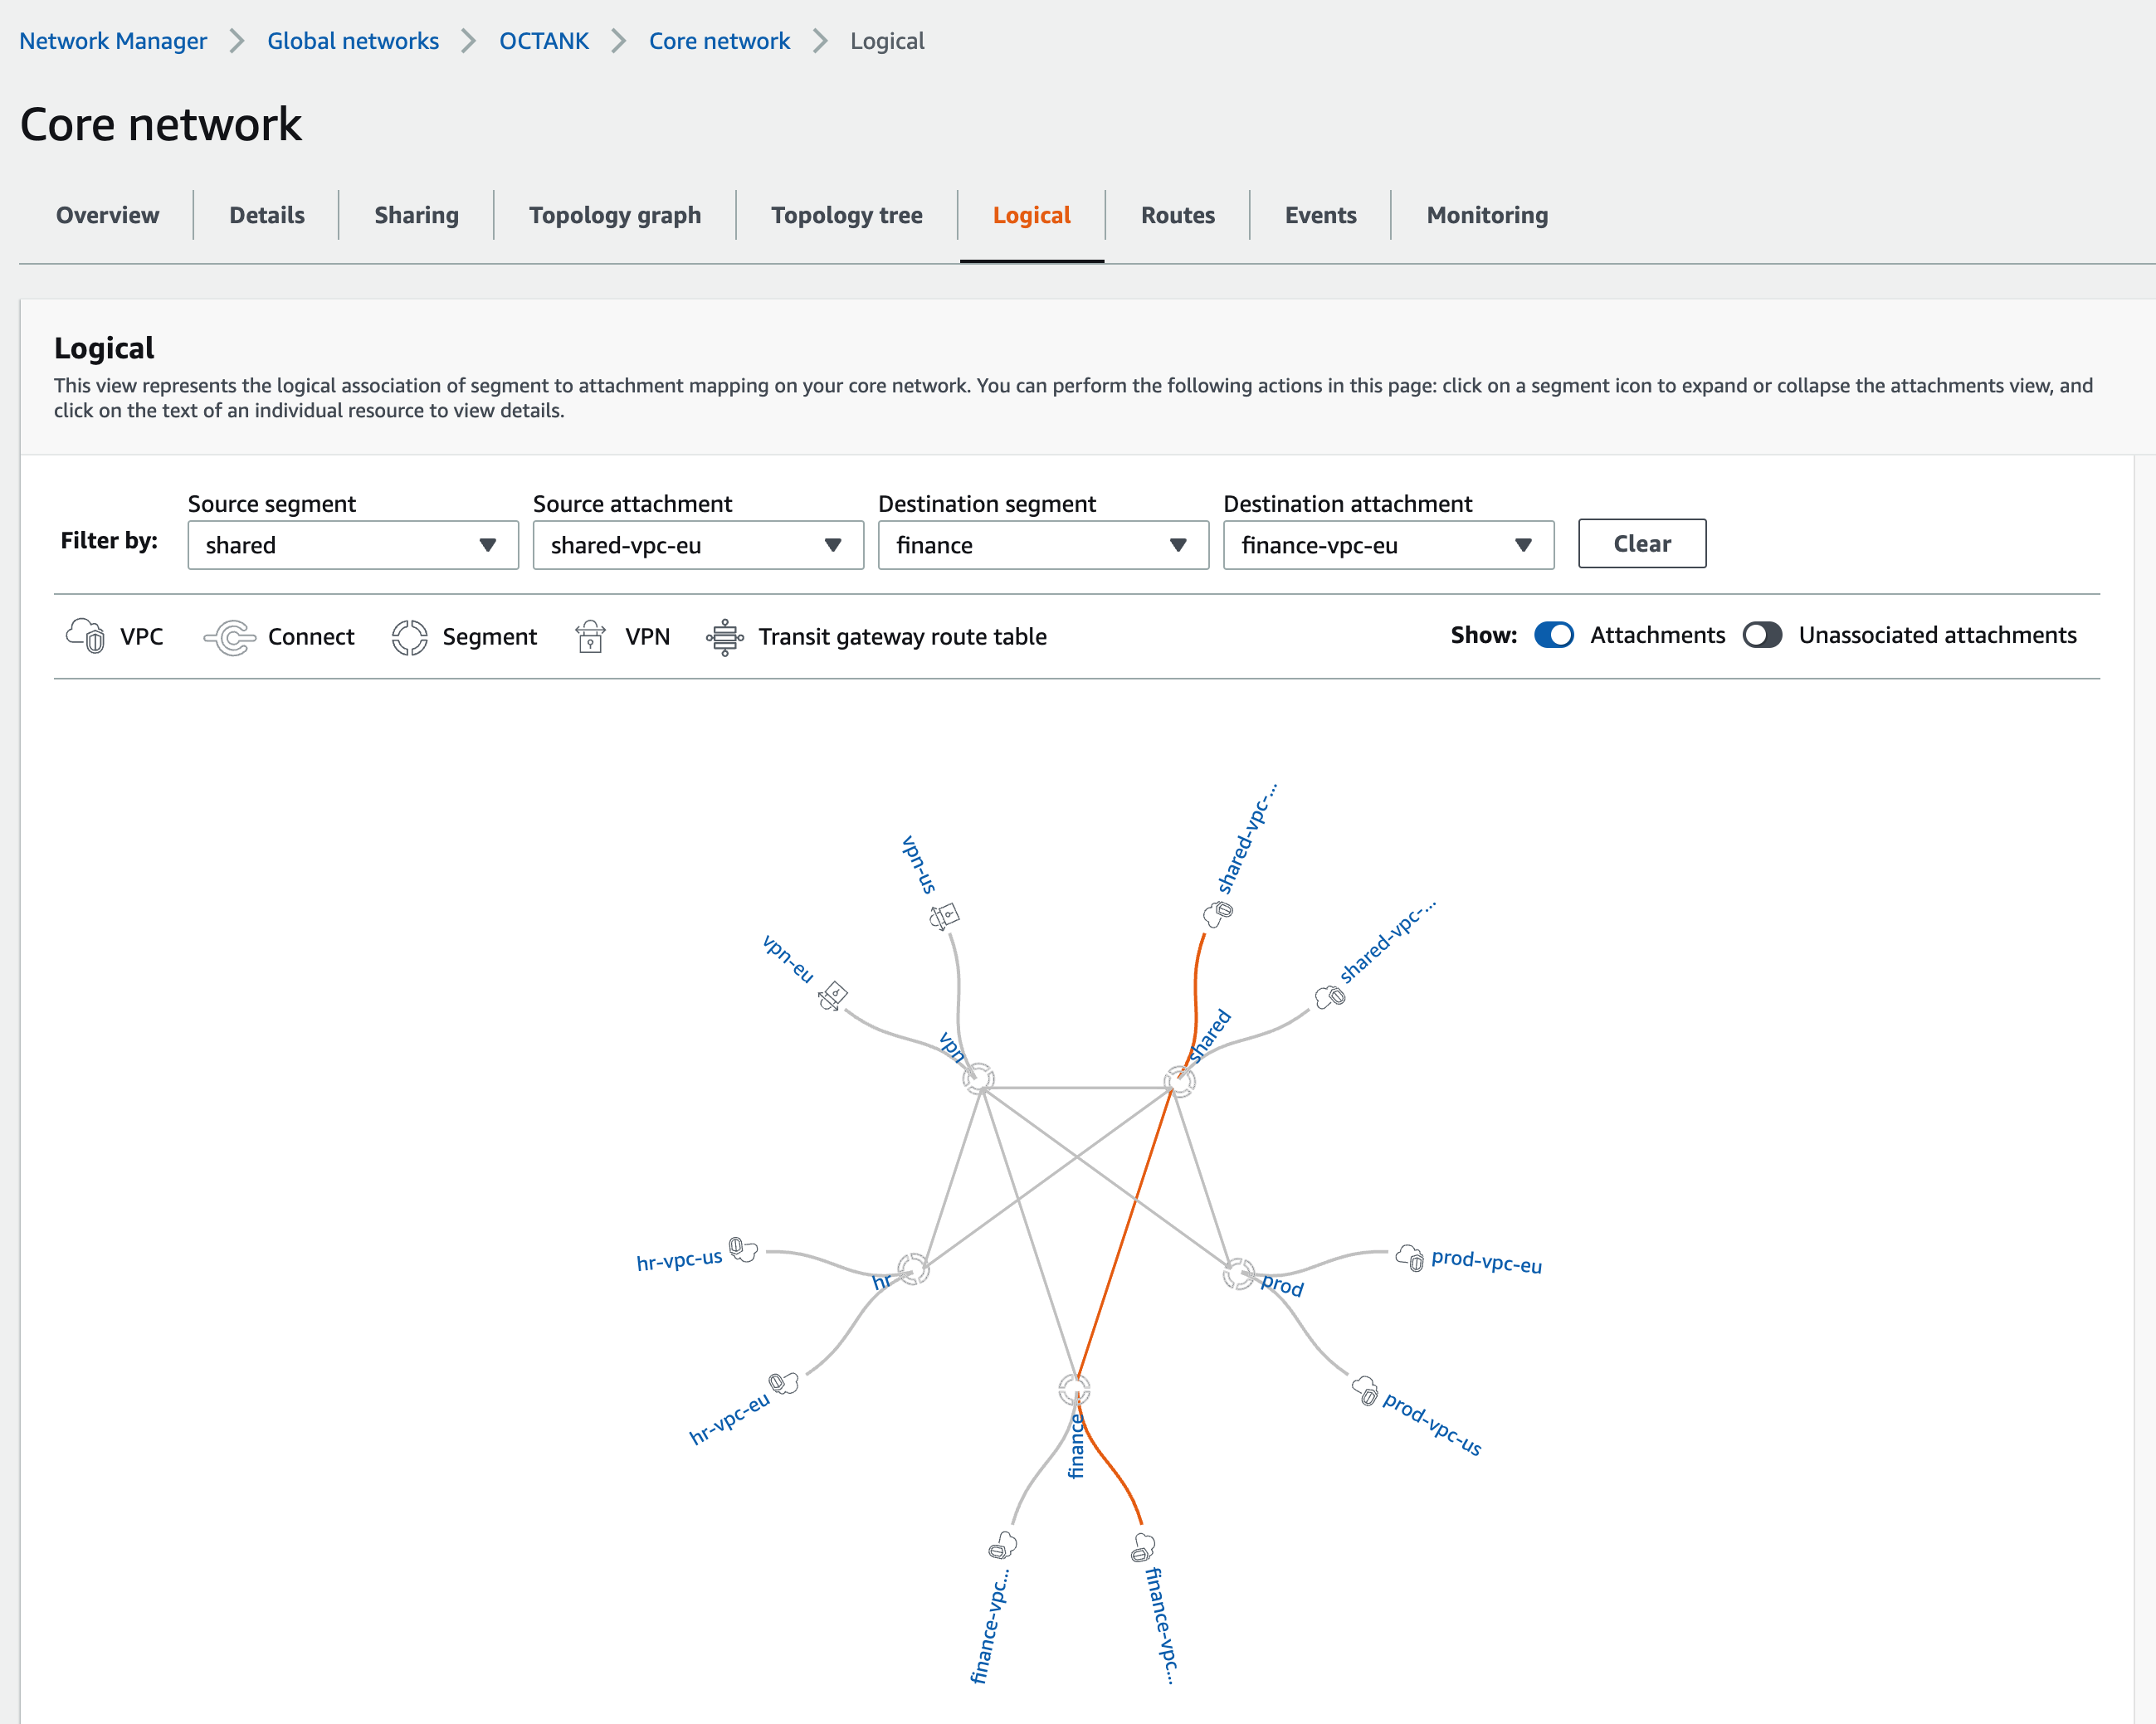 Network Manager > Global networks > OCTANK > Core network > Logical
Core network
Overview Details Sharing Topology graph Topology tree Logical Routes Events Monitoring
Logical
This view represents the logical association of segment to attachment mapping on your core network. You can perform the following actions in this page: click on a segment icon to expand or collapse the attachments view, and
click on the text of an individual resource to view details.
Source segment Source attachment Destination segment Destination attachment
Filter by: shared shared-vpc-eu finance finance-vpc-eu Clear
VPC Connect Segment VPN Transit gateway route table Show: Attachments Unassociated attachments
shared-vpc-...
vpn-us
shared-vpc-...
vpn-eu
shared
vpn
hr-vpc-us
prod-vpc-eu
hr
prod
hr-vpc-eu
prod-vpc-us
finance
finance-vpc...
finance-vpc...